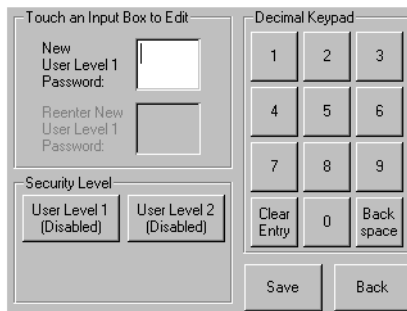 Touch an Input Box to Edit
New
User Level 1
Password:
Reenter New
User Level 1
Password:
Security Level
User Level 1
(Disabled)
User Level 2
(Disabled)
Decimal Keypad
1
2
3
4
5
6
7
8
9
Clear
Entry
0
Back
space
Save
Back